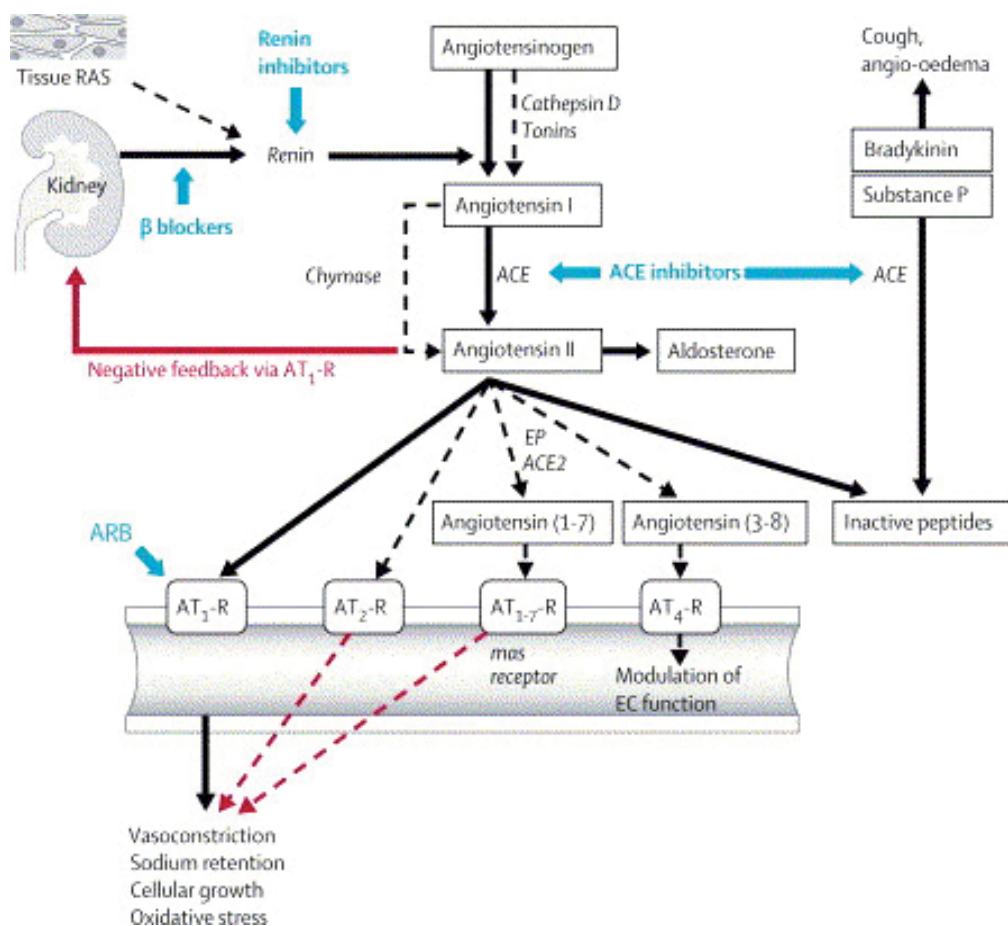 Tissue RAS
Kidney
Renin
inhibitors
Renin
β blockers
Angiotensinogen
Cathepsin D
Tonins
Angiotensin I
Chymase
ACE
ACE inhibitors
ACE
Cough,
angio-oedema
Bradykinin
Substance P
Angiotensin II
Aldosterone
Negative feedback via AT₁-R
EP
ACE2
Angiotensin (1-7)
Angiotensin (3-8)
Inactive peptides
ARB
AT₁-R
AT₂-R
AT₁₋₇-R
AT₄-R
mas
receptor
Modulation of
EC function
Vasoconstriction
Sodium retention
Cellular growth
Oxidative stress